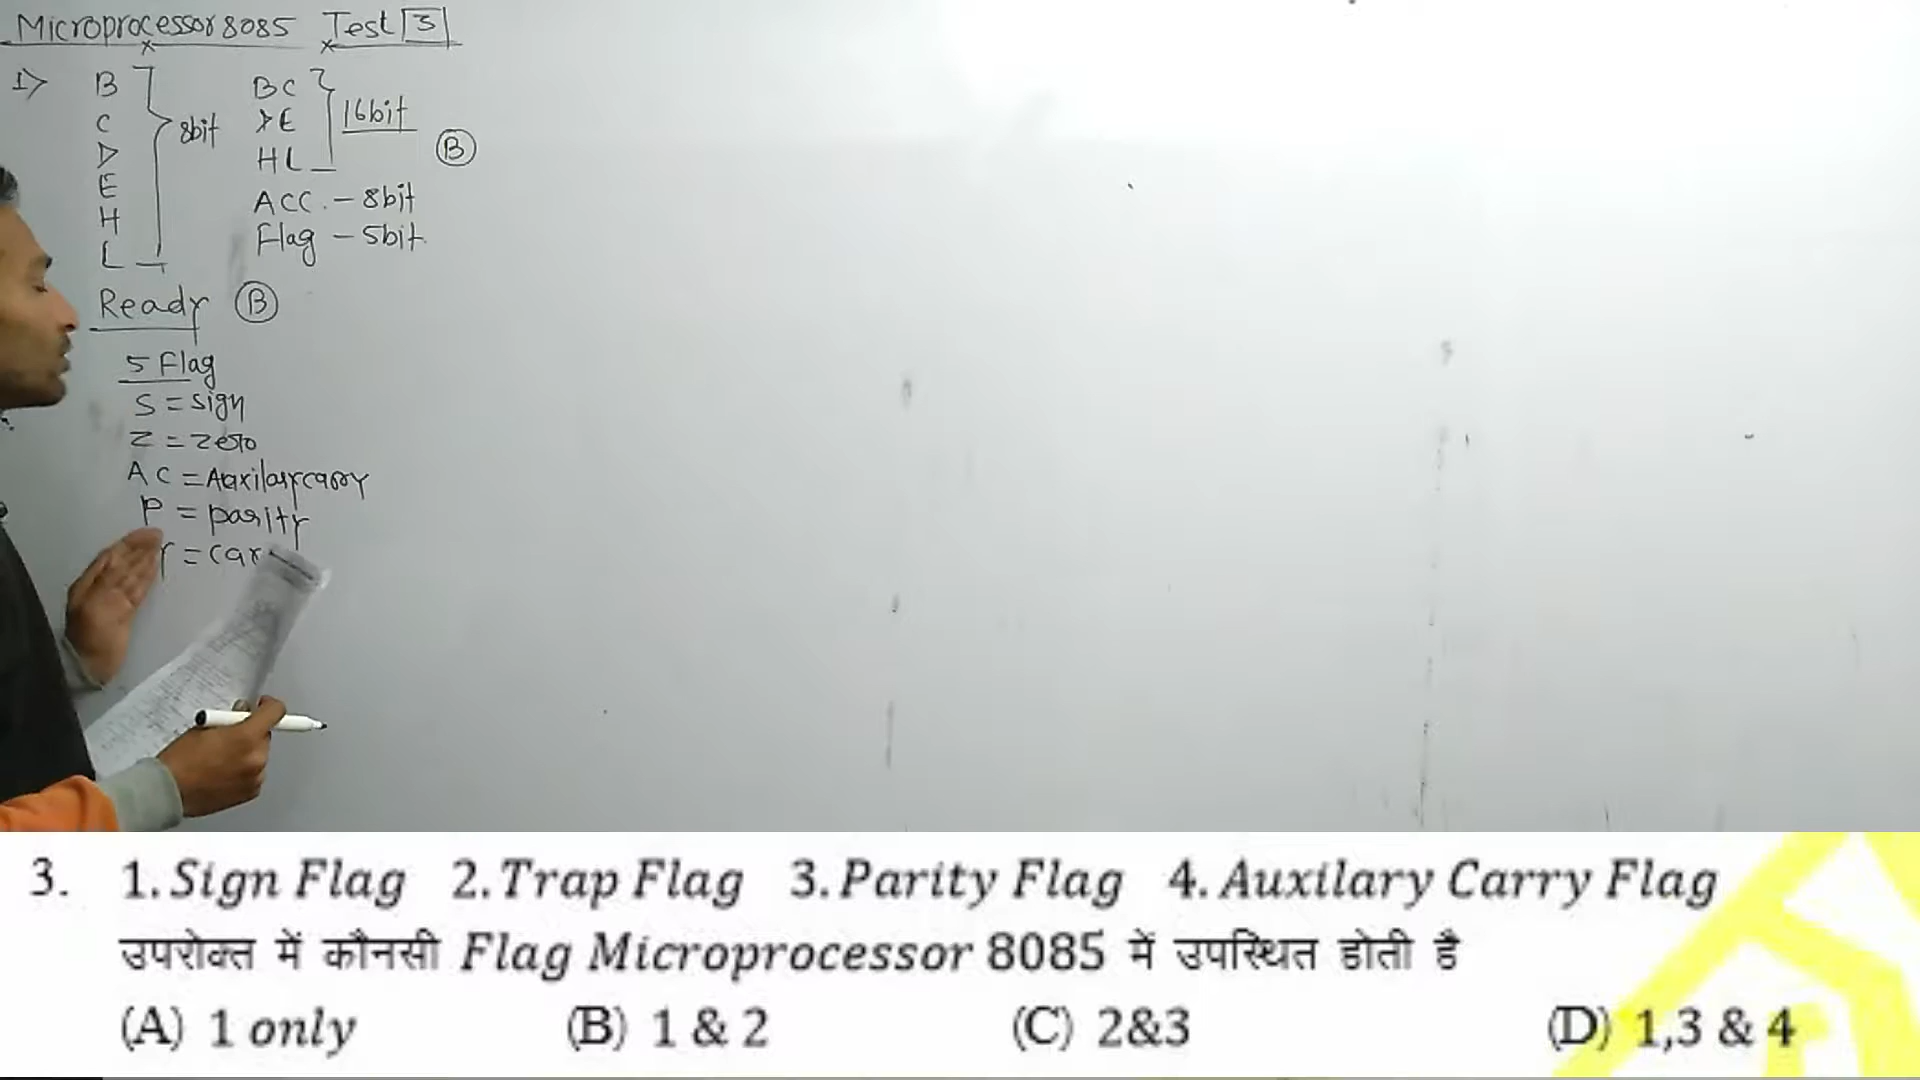 Microprocessor 8085 Test 3
1) B
C
D
E
H
L
8bit
BC
DE
HL
16bit
B
ACC. - 8bit
Flag - 5bit
Ready B
5 Flag
S = sign
Z = Zero
AC = Auxilary carry
P = parity
= car
3. 1. Sign Flag 2. Trap Flag 3. Parity Flag 4. Auxilary Carry Flag
उपरोक्त में कौनसी Flag Microprocessor 8085 में उपस्थित होती है
(A) 1 only (B) 1 & 2 (C) 2&3 (D) 1,3 & 4